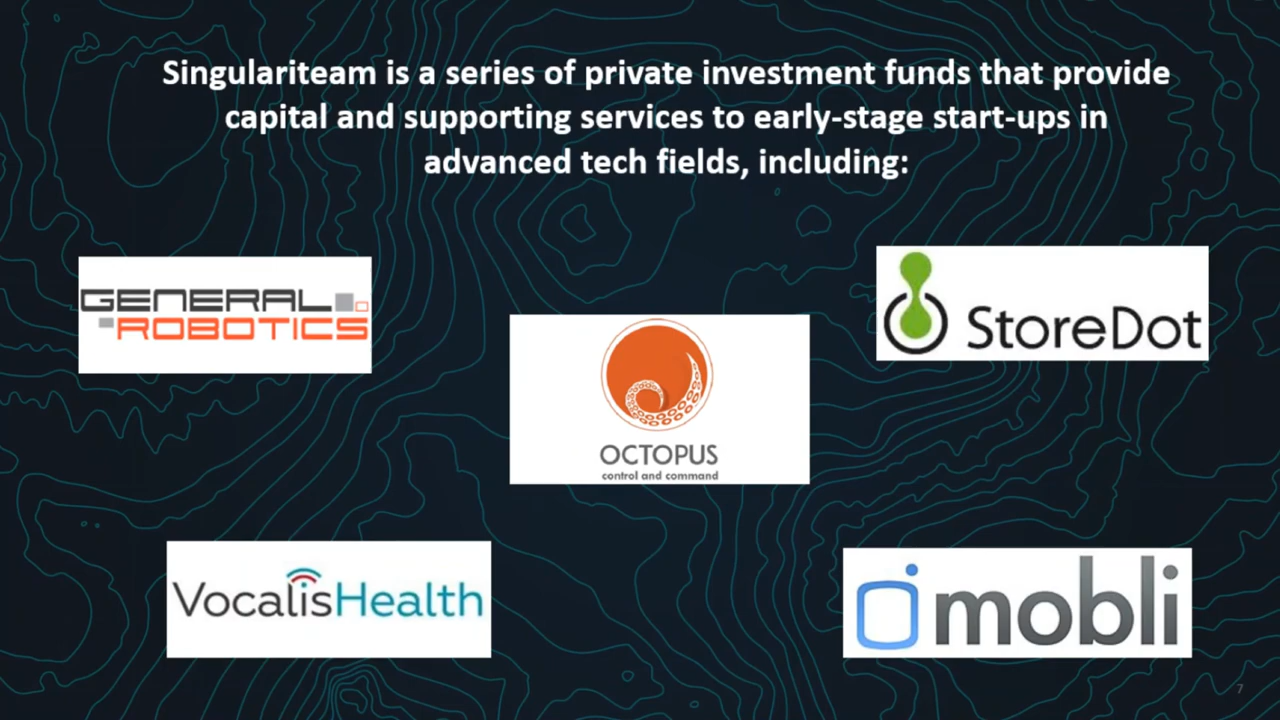 Singulariteam is a series of private investment funds that provide
capital and supporting services to early-stage start-ups in
advanced tech fields, including:
GENERAL
ROBOTICS
StoreDot
OCTOPUS
control and command
VocalisHealth
mobli
7